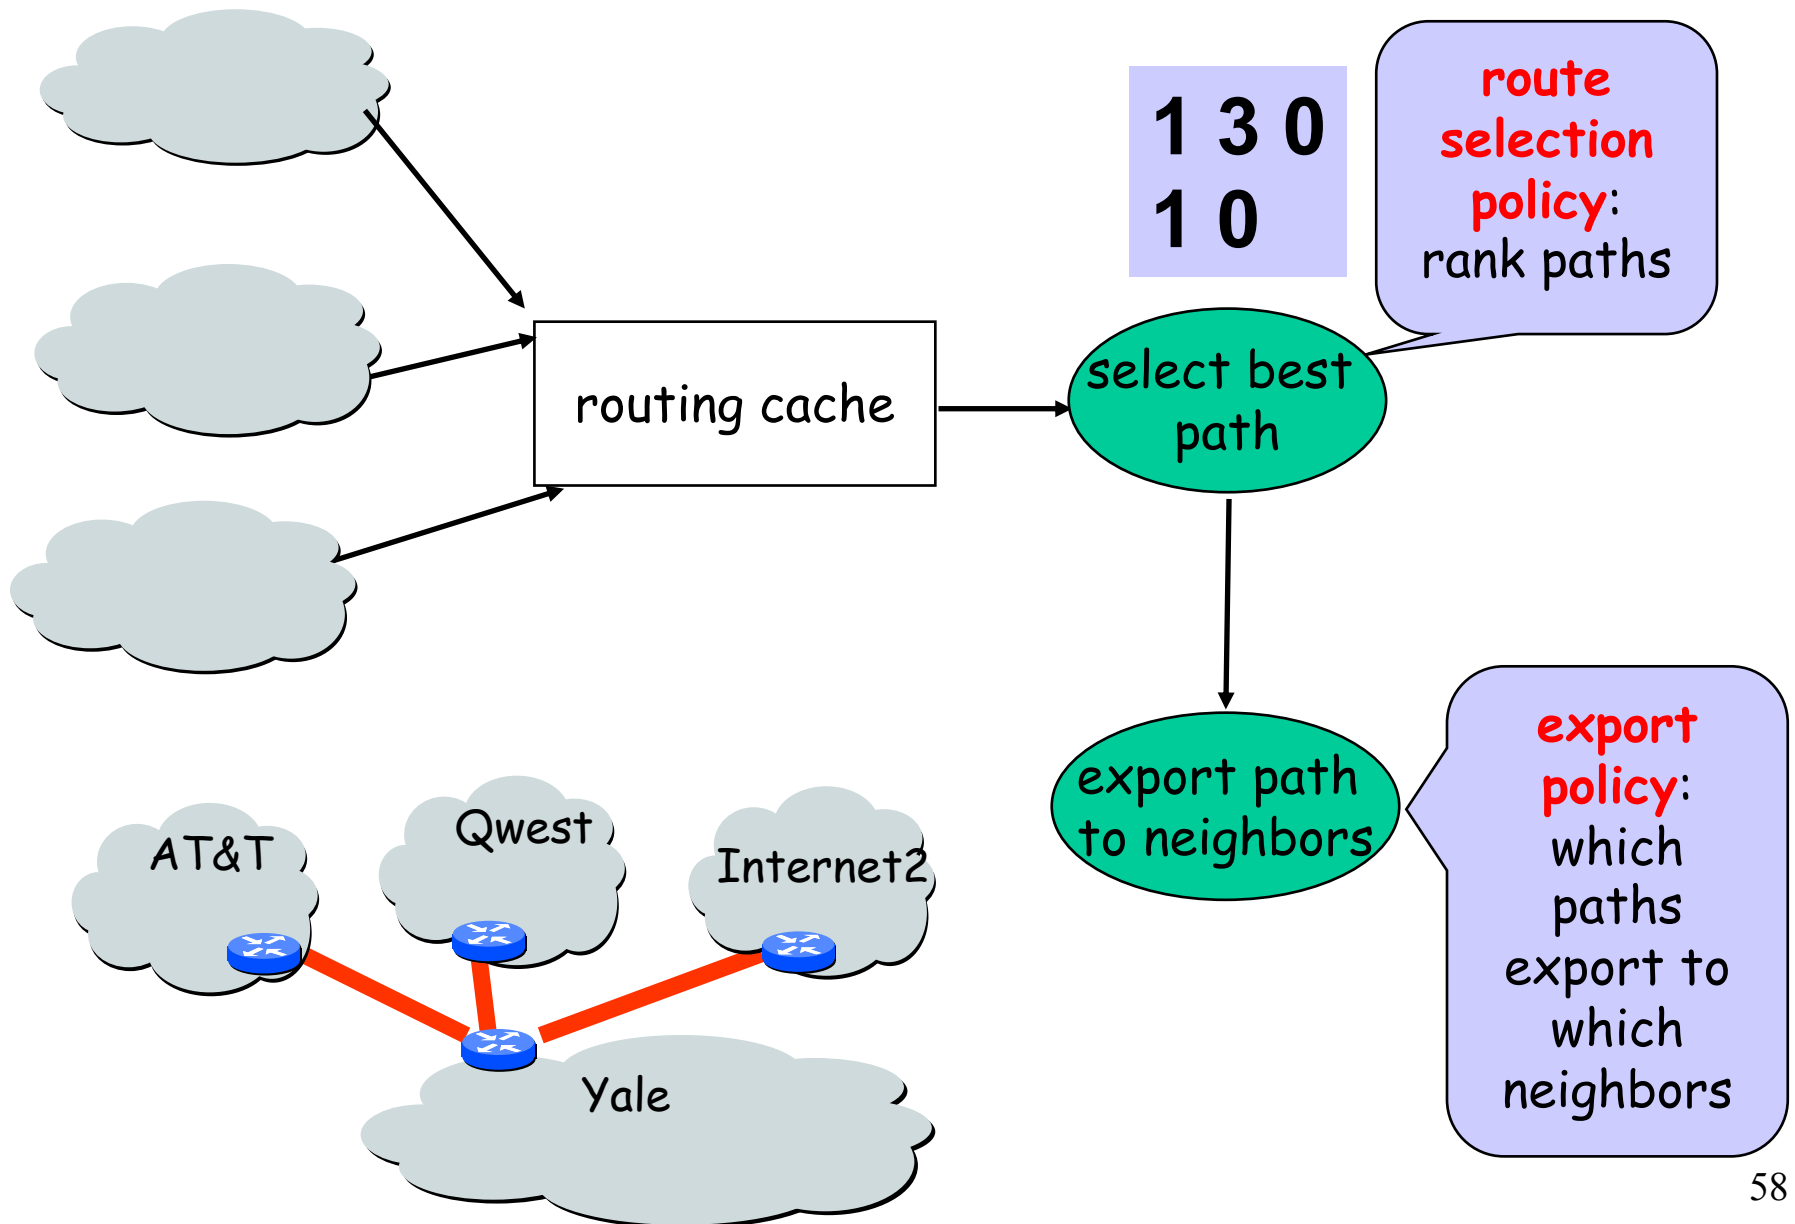 1 3 0
1 0
route
selection
policy:
rank paths
routing cache
select best
path
export path
to neighbors
export
policy:
which
paths
export to
which
neighbors
AT&T
Qwest
Internet2
Yale
58